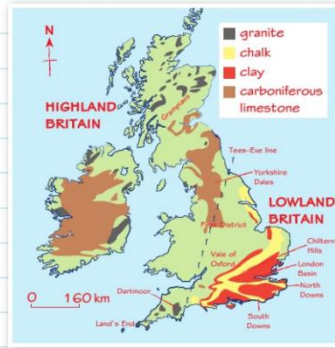 N
granite
chalk
clay
carboniferous
limestone
HIGHLAND
BRITAIN
Grampians
Tees-Exe line
Yorkshire
Dales
LOWLAND
BRITAIN
Peak District
Chiltern
Hills
Vale of
Oxford
London
Basin
North
Downs
Dartmoor
0 160 km
Land's End
South
Downs